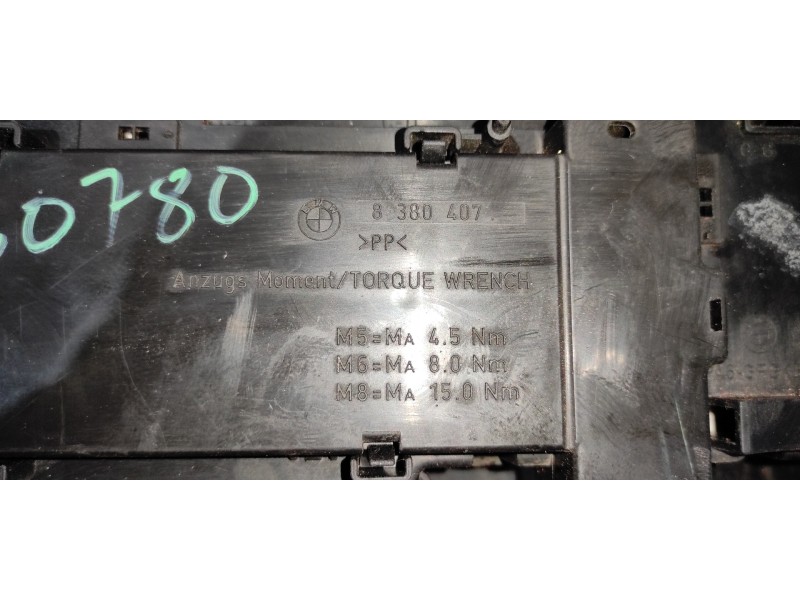 0780
8 380 407
>PP<
Anzugs Moment/TORQUE WRENCH
M5=MA 4.5 Nm
M6=MA 8.0 Nm
M8=MA 15.0 Nm